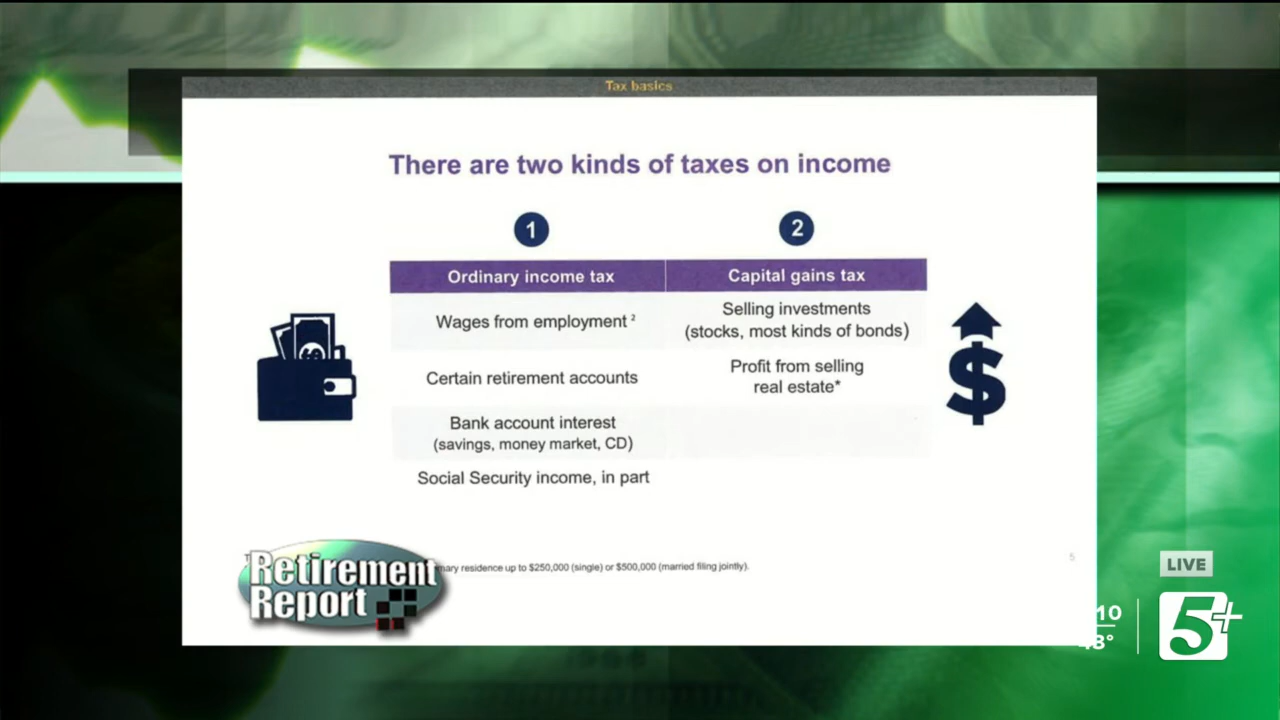 Tax basics
There are two kinds of taxes on income
1
2
Ordinary income tax
Capital gains tax
Wages from employment ²
Selling investments
(stocks, most kinds of bonds)
Certain retirement accounts
Profit from selling
real estate*
Bank account interest
(savings, money market, CD)
Social Security income, in part
residence up to $250,000 (single) or $500,000 (married filing jointly).
5
Retirement
Report
LIVE
10
48°
5+